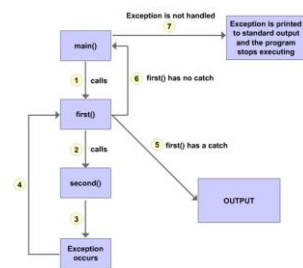 Exception is not handled
7
Exception is printed
to standard output
and the program
stops executing
main()
1
calls
6
first() has no catch
first()
2
calls
5
first() has a catch
4
second()
3
OUTPUT
Exception
occurs